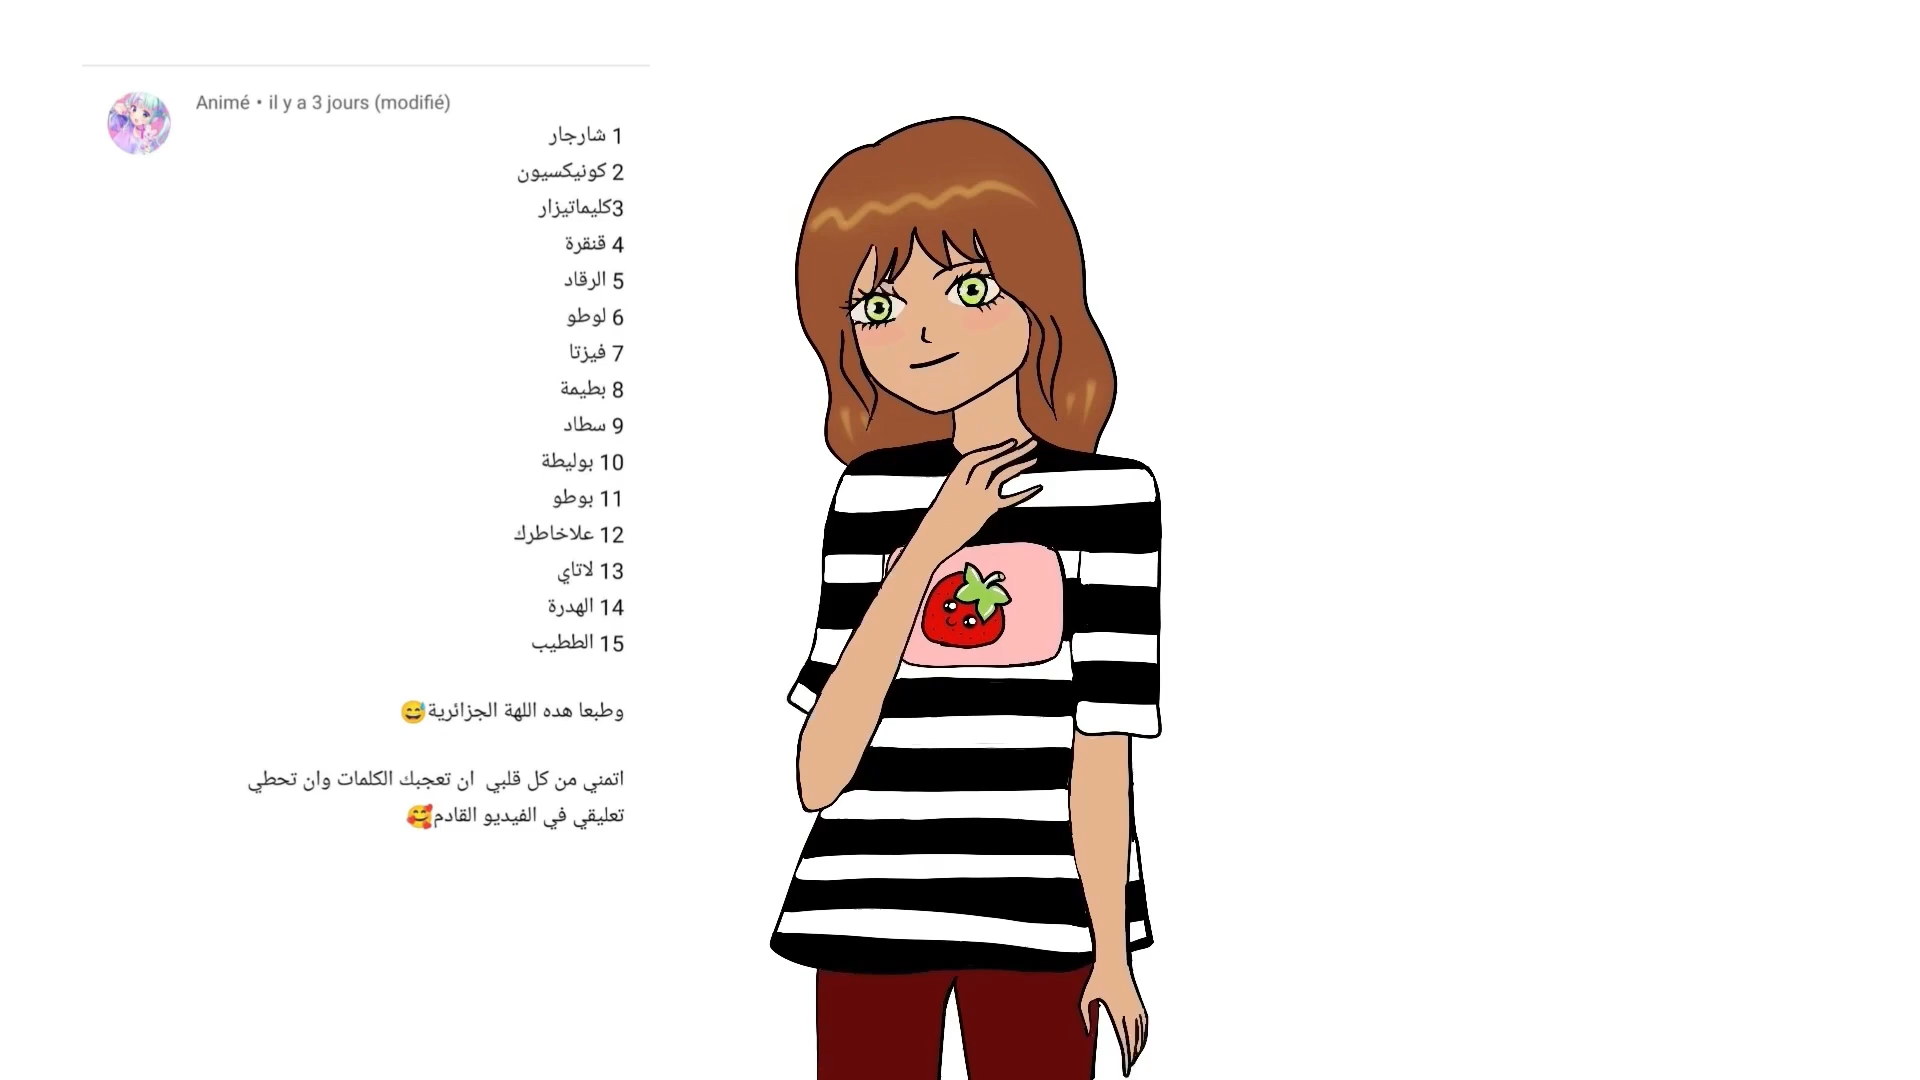 Animé • il y a 3 jours (modifié)
1 شارجار
2 كونيكسيون
3كليماتيزار
4 قنقرة
5 الرقاد
6 لوطو
7 فيزتا
8 بطيمة
9 سطاد
10 بوليطة
11 بوطو
12 علاخاطرك
13 لاتاي
14 الهدرة
15 الططيب
وطبعا هده اللهة الجزائرية😅
اتمني من كل قلبي ان تعجبك الكلمات وان تحطي
تعليقي في الفيديو القادم🥰